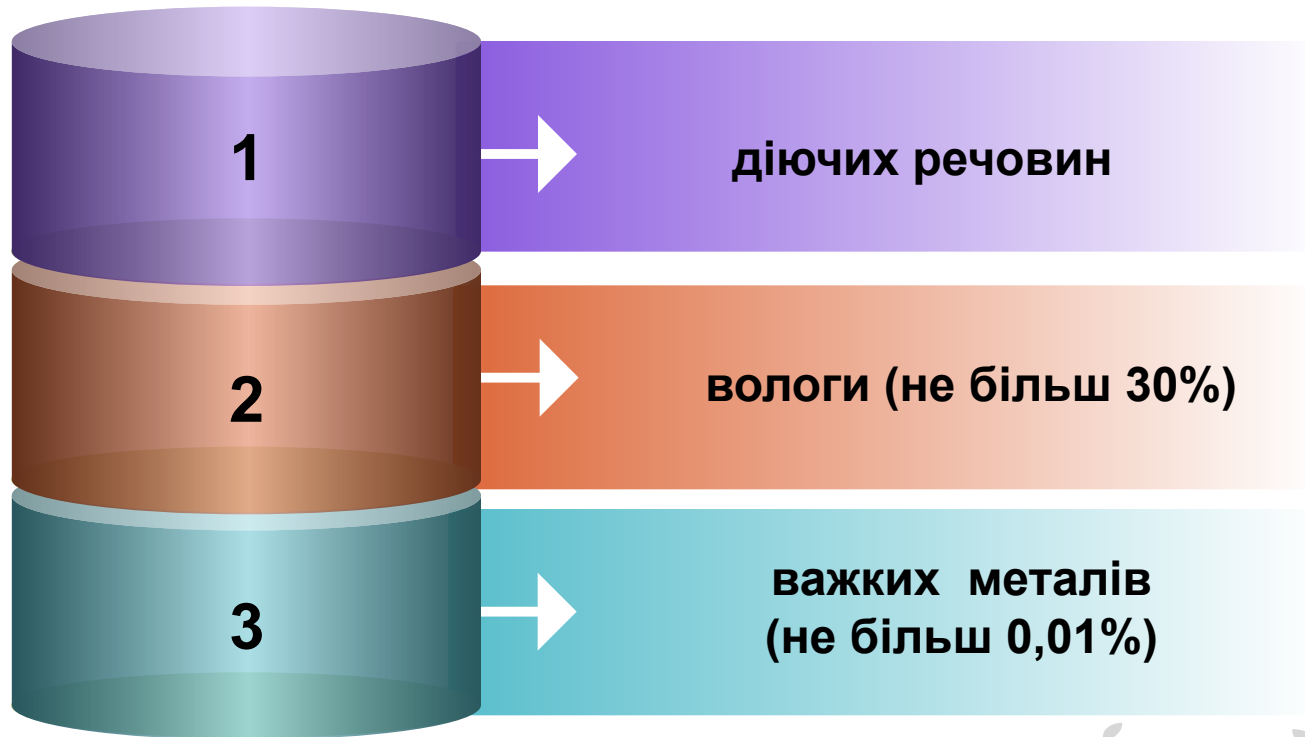 1
діючих речовин
2
вологи (не більш 30%)
3
важких металів
(не більш 0,01%)